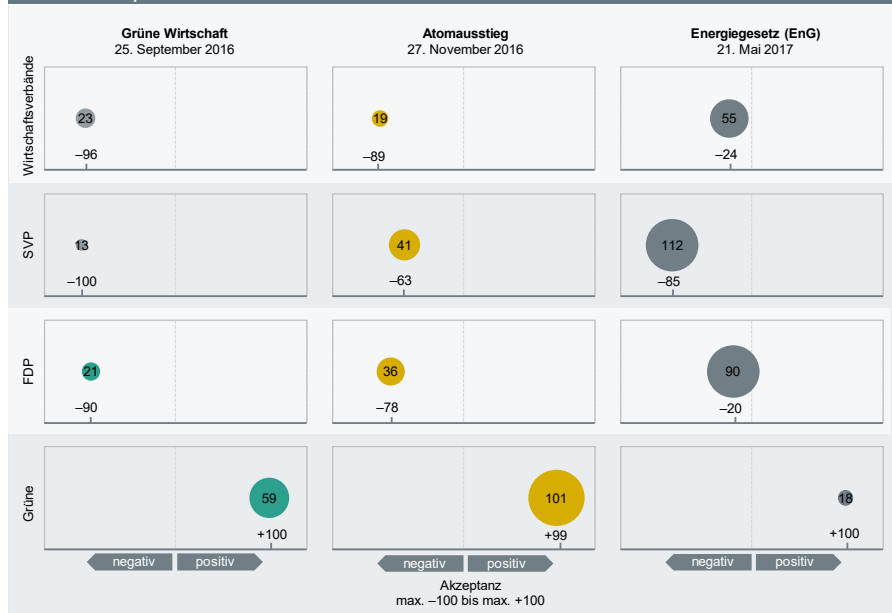 Grüne Wirtschaft
25. September 2016
Atomausstieg
27. November 2016
Energiegesetz (EnG)
21. Mai 2017
Wirtschaftsverbände
23
–96
19
–89
55
–24
SVP
13
–100
41
–63
112
–85
FDP
21
–90
36
–78
90
–20
Grüne
59
+100
101
+99
18
+100
negativ positiv
negativ positiv
negativ positiv
Akzeptanz
max. –100 bis max. +100